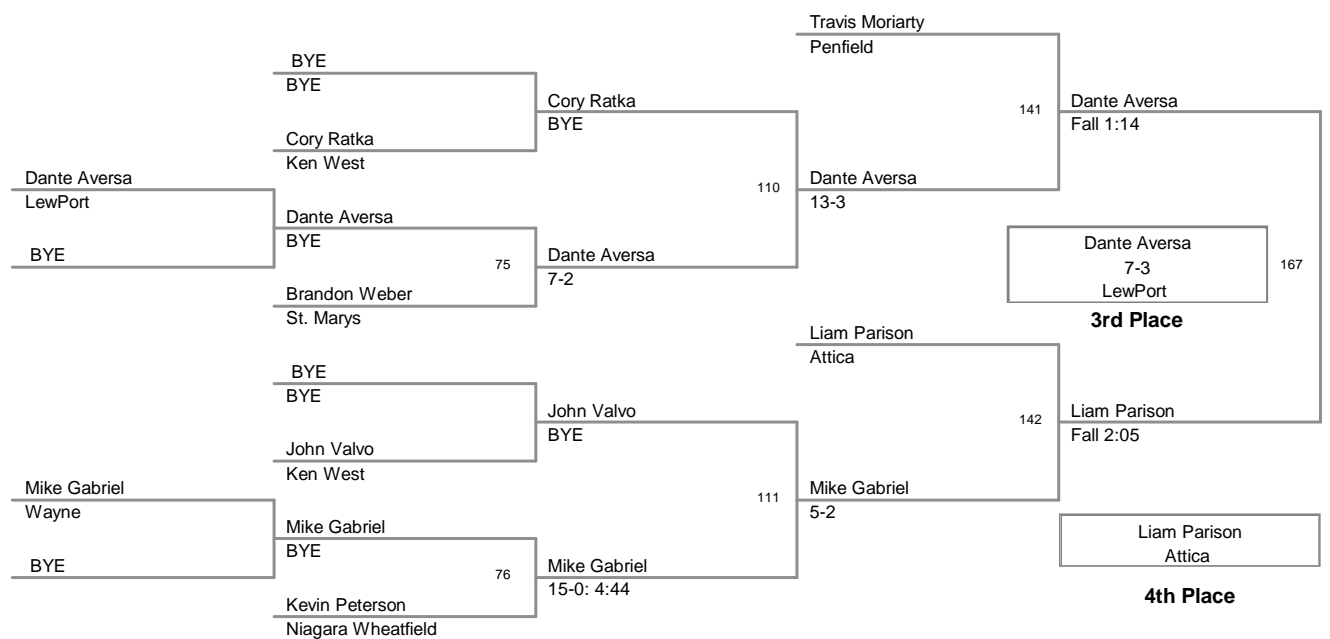 Travis Moriarty
Penfield
BYE
BYE
Cory Ratka
BYE
141
Dante Aversa
Fall 1:14
Cory Ratka
Ken West
Dante Aversa
LewPort
110
Dante Aversa
13-3
Dante Aversa
BYE
BYE
75
Dante Aversa
7-2
Dante Aversa
7-3
LewPort
167
3rd Place
Brandon Weber
St. Marys
Liam Parison
Attica
BYE
BYE
John Valvo
BYE
142
Liam Parison
Fall 2:05
John Valvo
Ken West
Mike Gabriel
Wayne
111
Mike Gabriel
5-2
Mike Gabriel
BYE
BYE
76
Mike Gabriel
15-0: 4:44
Liam Parison
Attica
4th Place
Kevin Peterson
Niagara Wheatfield